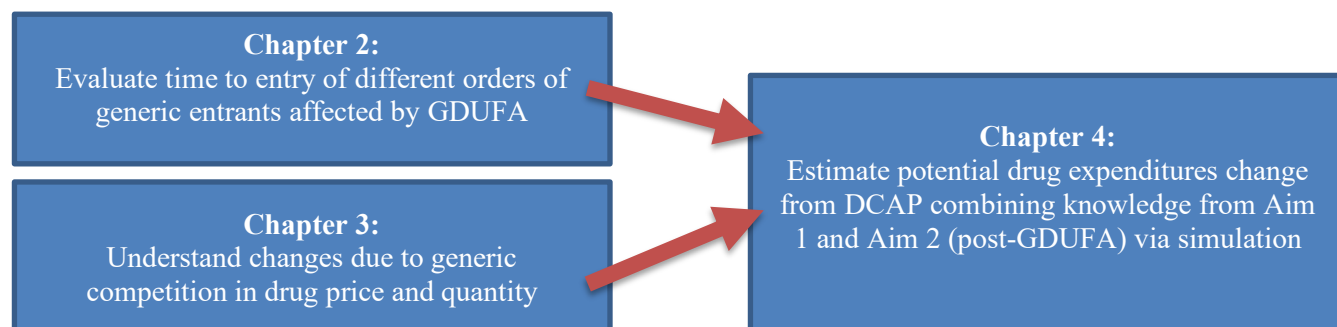 Chapter 2:
Evaluate time to entry of different orders of
generic entrants affected by GDUFA
Chapter 3:
Understand changes due to generic
competition in drug price and quantity
Chapter 4:
Estimate potential drug expenditures change
from DCAP combining knowledge from Aim
1 and Aim 2 (post-GDUFA) via simulation